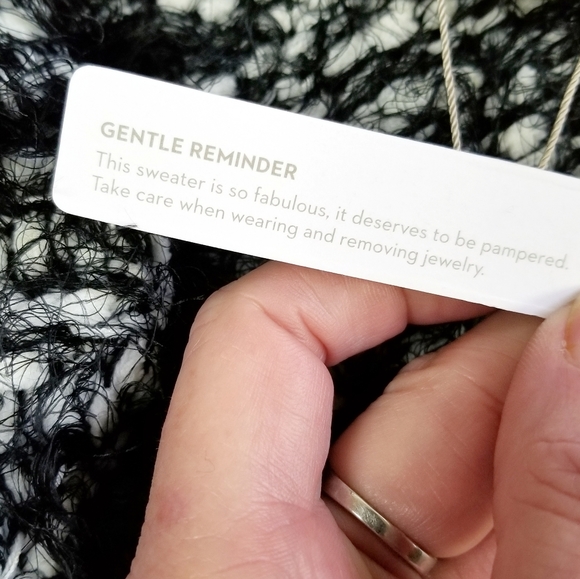 GENTLE REMINDER
This sweater is so fabulous, it deserves to be pampered.
Take care when wearing and removing jewelry.